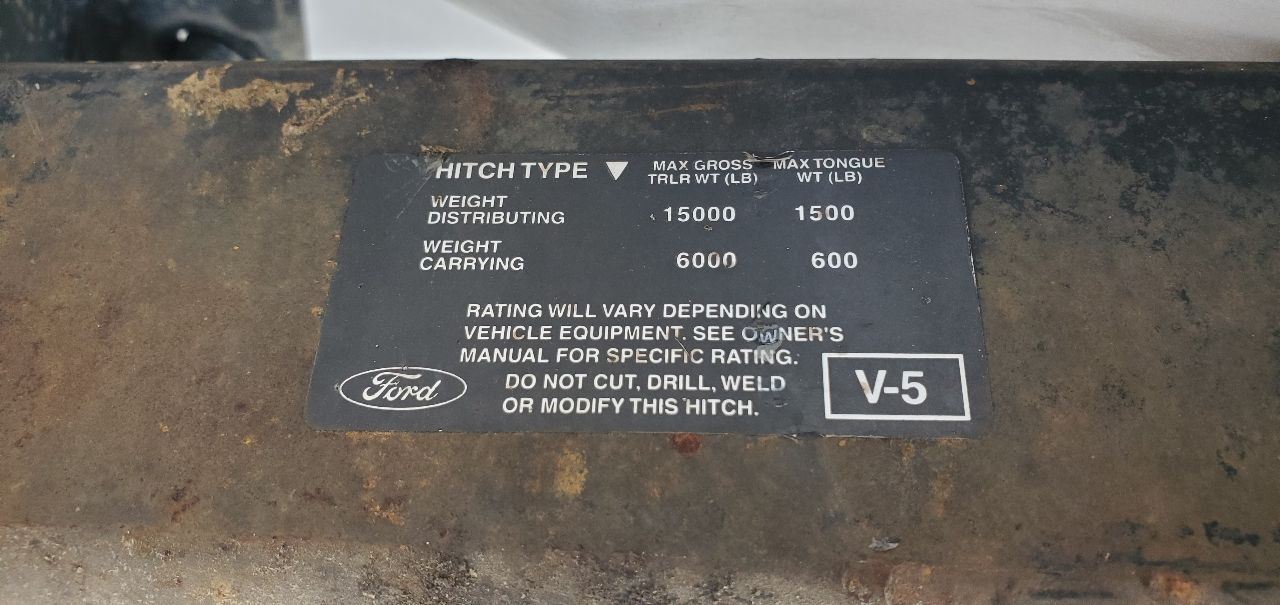 HITCH TYPE ▼ MAX GROSS TRLR WT (LB) MAX TONGUE WT (LB)
WEIGHT DISTRIBUTING 15000 1500
WEIGHT CARRYING 6000 600
RATING WILL VARY DEPENDING ON
VEHICLE EQUIPMENT. SEE OWNER'S
MANUAL FOR SPECIFIC RATING.
DO NOT CUT, DRILL, WELD
OR MODIFY THIS HITCH.
Ford
V-5